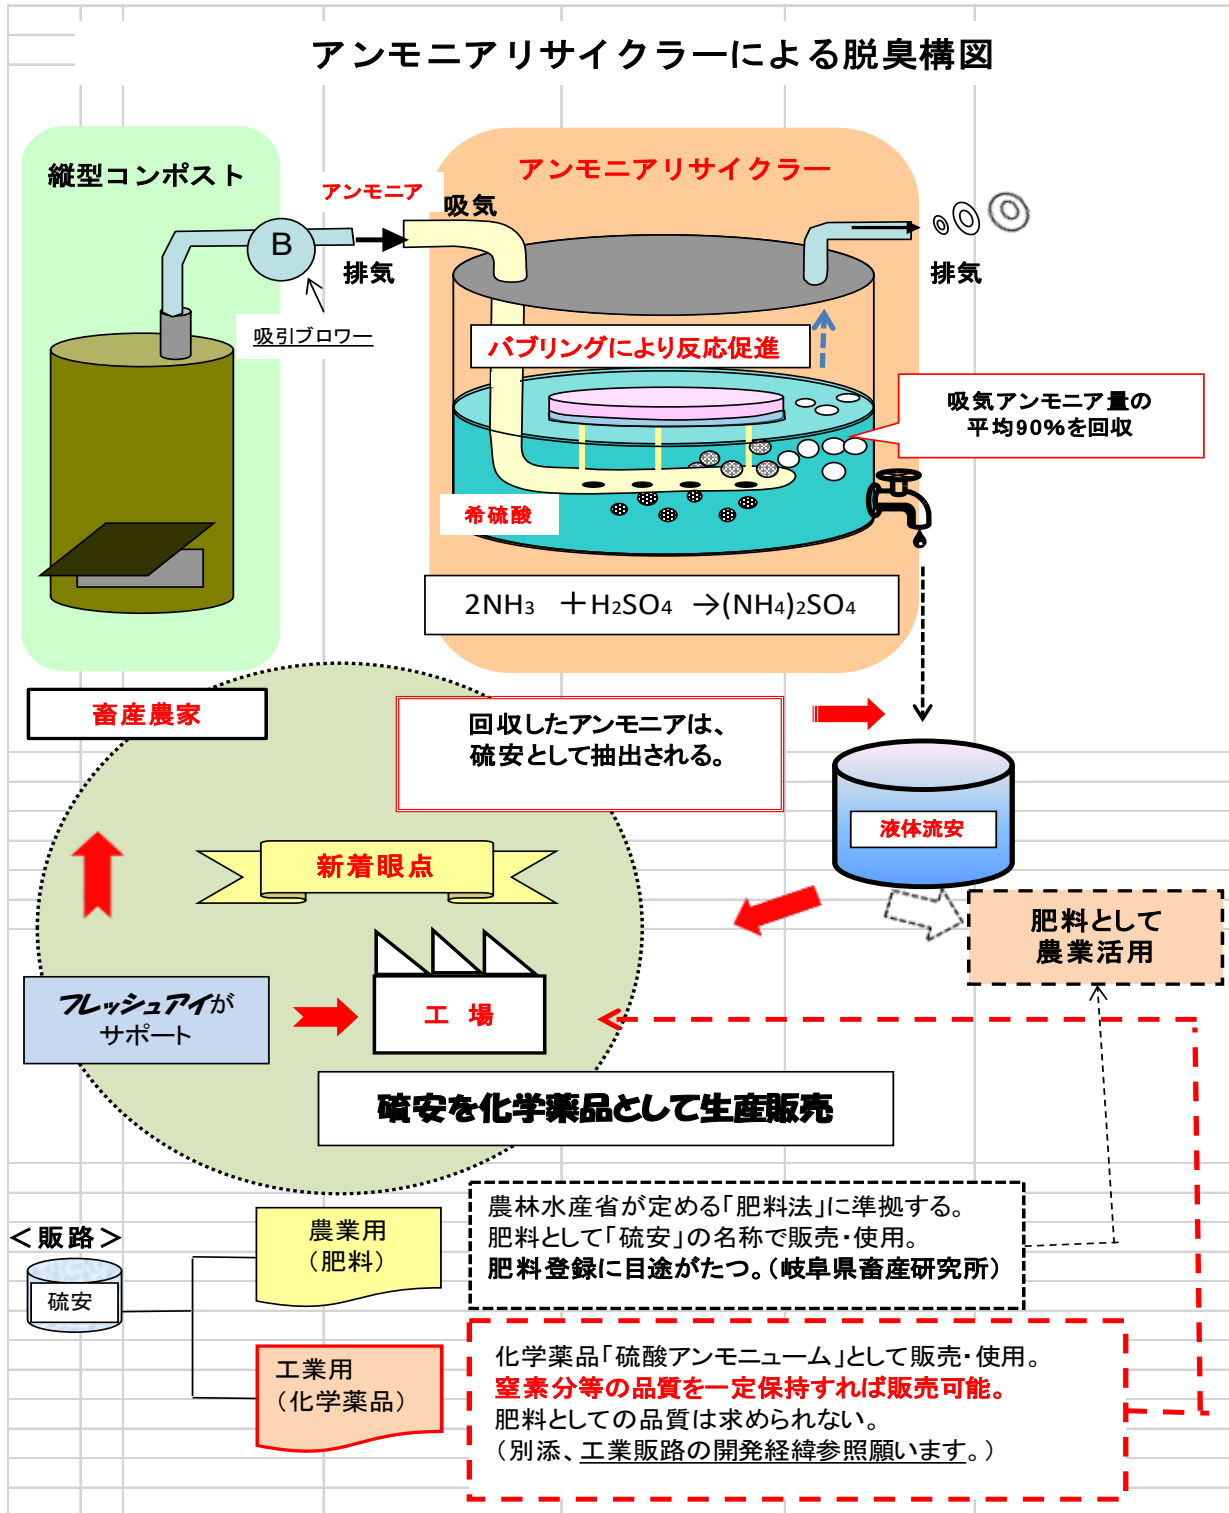 アンモニアリサイクラーによる脱臭構図
縦型コンポスト
アンモニアリサイクラー
アンモニア
吸気
B
排気
排気
吸引ブロワー
バブリングにより反応促進
吸気アンモニア量の
平均90%を回収
希硫酸
2NH3 +H2SO4 →(NH4)2SO4
畜産農家
回収したアンモニアは、
硫安として抽出される。
液体流安
新着眼点
肥料として
農業活用
フレッシュアイが
サポート
工 場
硫安を化学薬品として生産販売
<販路>
硫安
農業用
(肥料)
農林水産省が定める「肥料法」に準拠する。
肥料として「硫安」の名称で販売・使用。
肥料登録に目途がたつ。(岐阜県畜産研究所)
工業用
(化学薬品)
化学薬品「硫酸アンモニューム」として販売・使用。
窒素分等の品質を一定保持すれば販売可能。
肥料としての品質は求められない。
(別添、工業販路の開発経緯参照願います。)